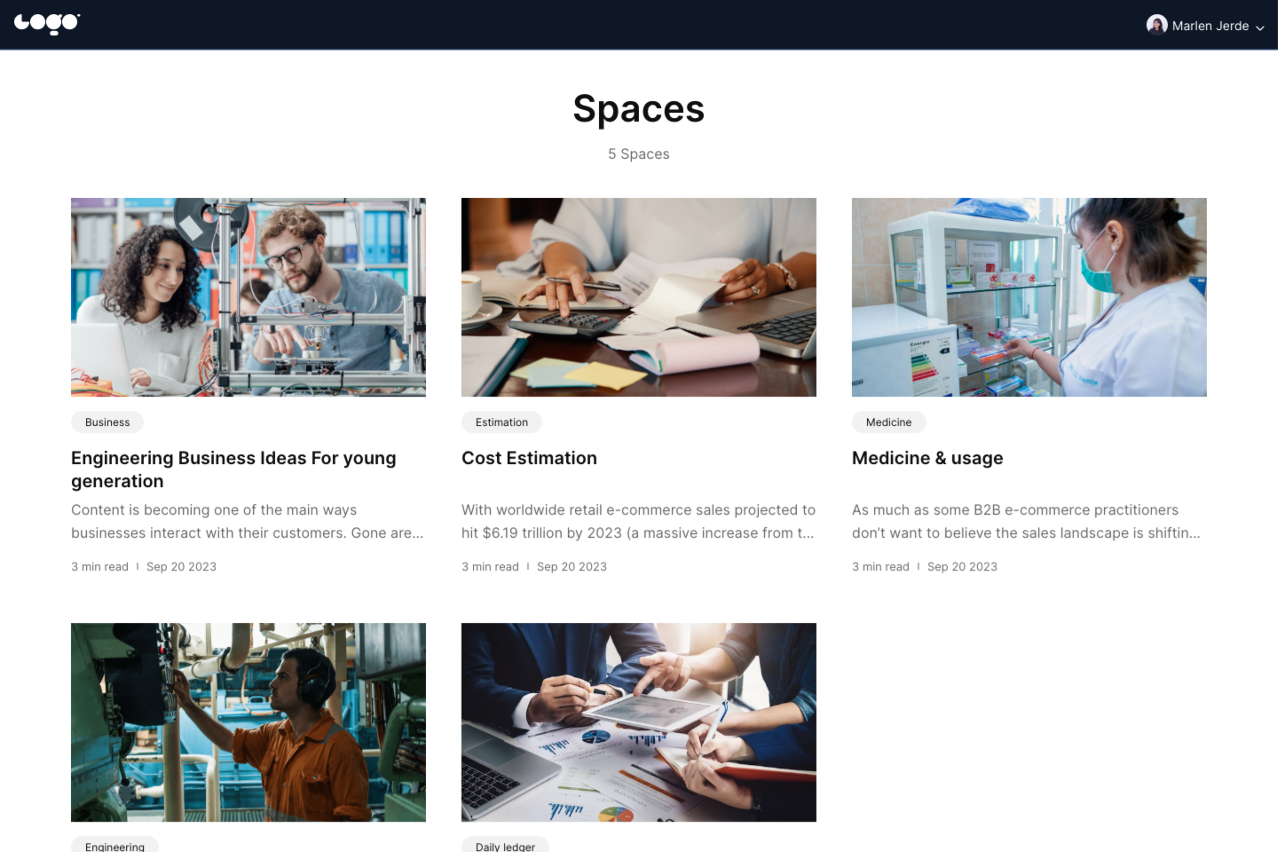 Logo
Marlen Jerde
Spaces
5 Spaces
Business
Engineering Business Ideas For young
generation
Content is becoming one of the main ways
businesses interact with their customers. Gone are...
3 min read | Sep 20 2023
Estimation
Cost Estimation
With worldwide retail e-commerce sales projected to
hit $6.19 trillion by 2023 (a massive increase from t...
3 min read | Sep 20 2023
Medicine
Medicine & usage
As much as some B2B e-commerce practitioners
don’t want to believe the sales landscape is shiftin...
3 min read | Sep 20 2023
Engineering
Daily ledger